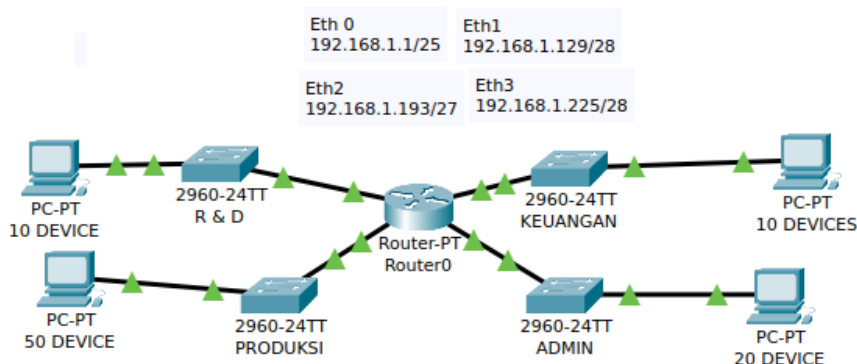 Eth 0
192.168.1.1/25
Eth1
192.168.1.129/28
Eth2
192.168.1.193/27
Eth3
192.168.1.225/28
PC-PT
10 DEVICE
2960-24TT
R & D
Router-PT
Router0
2960-24TT
KEUANGAN
PC-PT
10 DEVICES
PC-PT
50 DEVICE
2960-24TT
PRODUKSI
2960-24TT
ADMIN
PC-PT
20 DEVICE